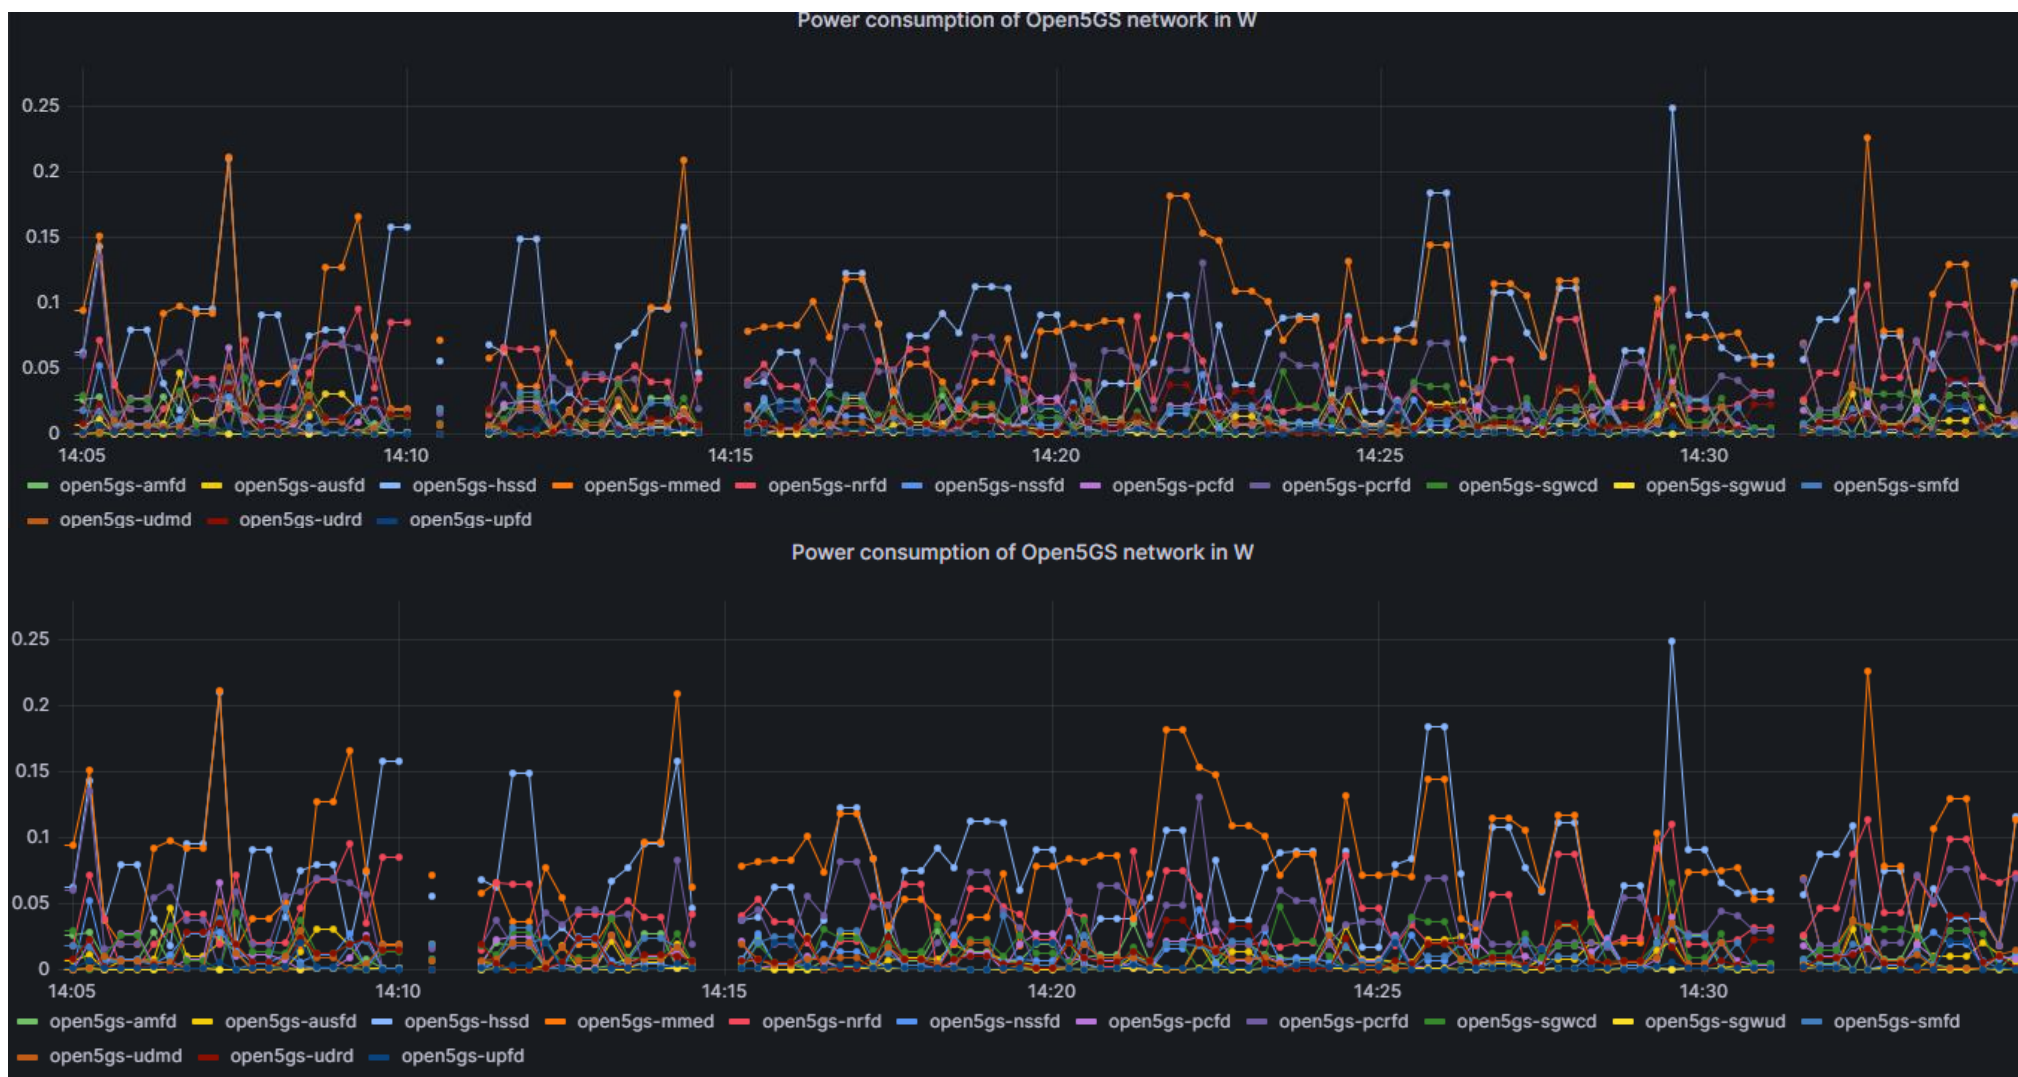 Power consumption of Open5GS network in W
0.25
0.2
0.15
0.1
0.05
0
14:05 14:10 14:15 14:20 14:25 14:30
open5gs-amfd open5gs-ausfd open5gs-hssd open5gs-mmed open5gs-nrfd open5gs-nssfd open5gs-pcfd open5gs-pcrfd open5gs-sgwcd open5gs-sgwud open5gs-smfd
open5gs-udmd open5gs-udrd open5gs-upfd
Power consumption of Open5GS network in W
0.25
0.2
0.15
0.1
0.05
0
14:05 14:10 14:15 14:20 14:25 14:30
open5gs-amfd open5gs-ausfd open5gs-hssd open5gs-mmed open5gs-nrfd open5gs-nssfd open5gs-pcfd open5gs-pcrfd open5gs-sgwcd open5gs-sgwud open5gs-smfd
open5gs-udmd open5gs-udrd open5gs-upfd